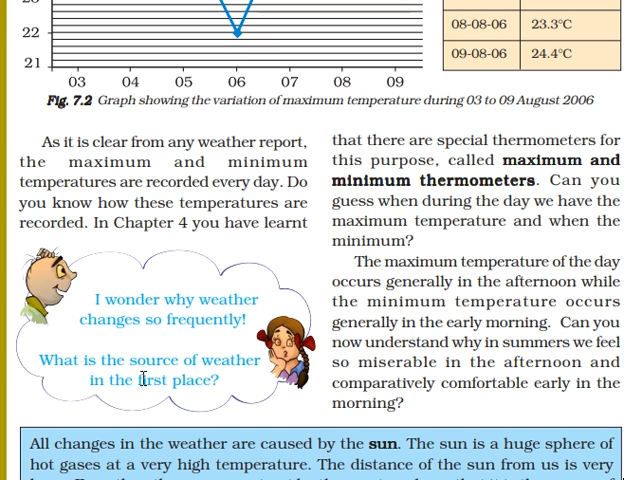 22
21
03 04 05 06 07 08 09
08-08-06 23.3°C
09-08-06 24.4°C
Fig. 7.2 Graph showing the variation of maximum temperature during 03 to 09 August 2006
As it is clear from any weather report,
the maximum and minimum
temperatures are recorded every day. Do
you know how these temperatures are
recorded. In Chapter 4 you have learnt
I wonder why weather
changes so frequently!
What is the source of weather
in the first place?
that there are special thermometers for
this purpose, called maximum and
minimum thermometers. Can you
guess when during the day we have the
maximum temperature and when the
minimum?
The maximum temperature of the day
occurs generally in the afternoon while
the minimum temperature occurs
generally in the early morning. Can you
now understand why in summers we feel
so miserable in the afternoon and
comparatively comfortable early in the
morning?
All changes in the weather are caused by the sun. The sun is a huge sphere of
hot gases at a very high temperature. The distance of the sun from us is very